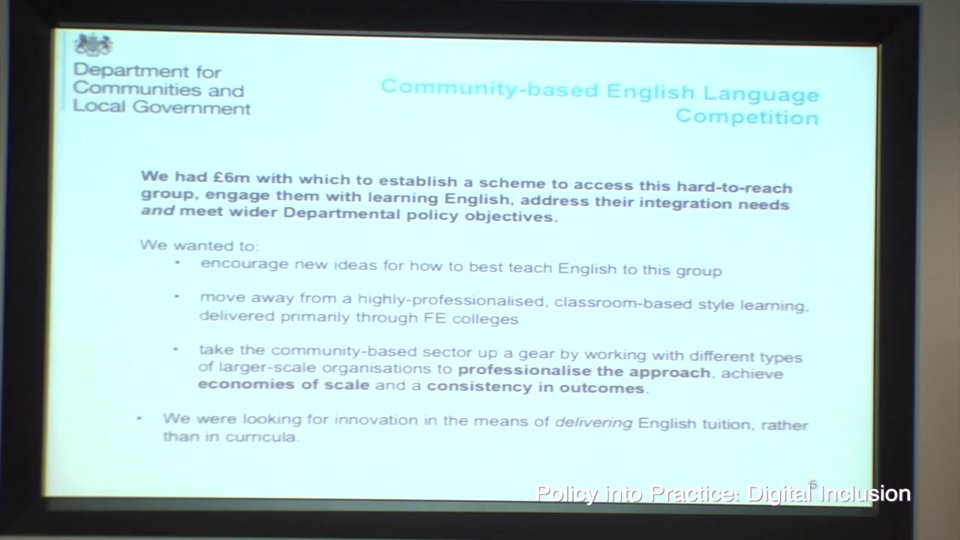 Department for
Communities and
Local Government
Community-based English Language
Competition
We had £6m with which to establish a scheme to access this hard-to-reach
group, engage them with learning English, address their integration needs
and meet wider Departmental policy objectives.
We wanted to:
• encourage new ideas for how to best teach English to this group
• move away from a highly-professionalised, classroom-based style learning,
delivered primarily through FE colleges
• take the community-based sector up a gear by working with different types
of larger-scale organisations to professionalise the approach, achieve
economies of scale and a consistency in outcomes.
• We were looking for innovation in the means of delivering English tuition, rather
than in curricula.
6
Policy into Practice: Digital Inclusion